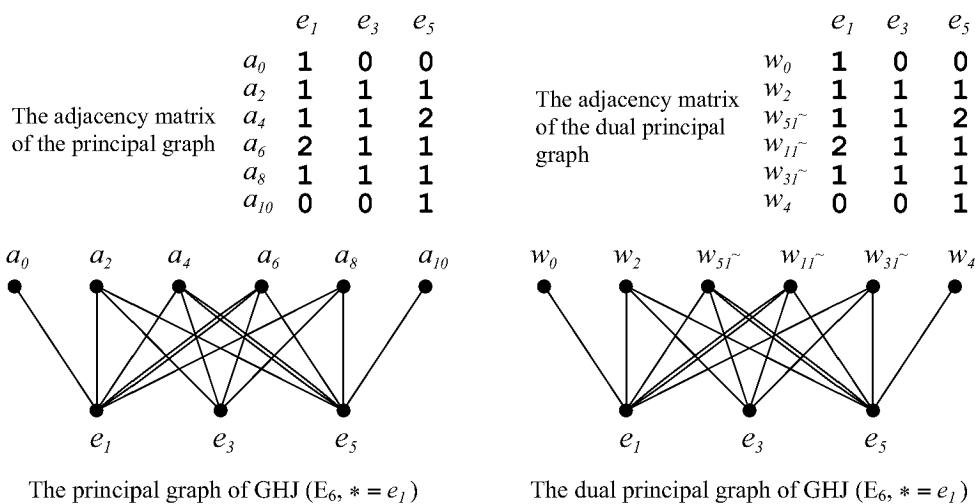 e1 e3 e5
a0 1 0 0
a2 1 1 1
a4 1 1 2
a6 2 1 1
a8 1 1 1
a10 0 0 1
The adjacency matrix
of the principal graph
e1 e3 e5
w0 1 0 0
w2 1 1 1
w51~ 1 1 2
w11~ 2 1 1
w31~ 1 1 1
w4 0 0 1
The adjacency matrix
of the dual principal
graph
a0 a2 a4 a6 a8 a10
e1 e3 e5
The principal graph of GHJ (E6, * = e1)
w0 w2 w51~ w11~ w31~ w4
e1 e3 e5
The dual principal graph of GHJ (E6, * = e1)